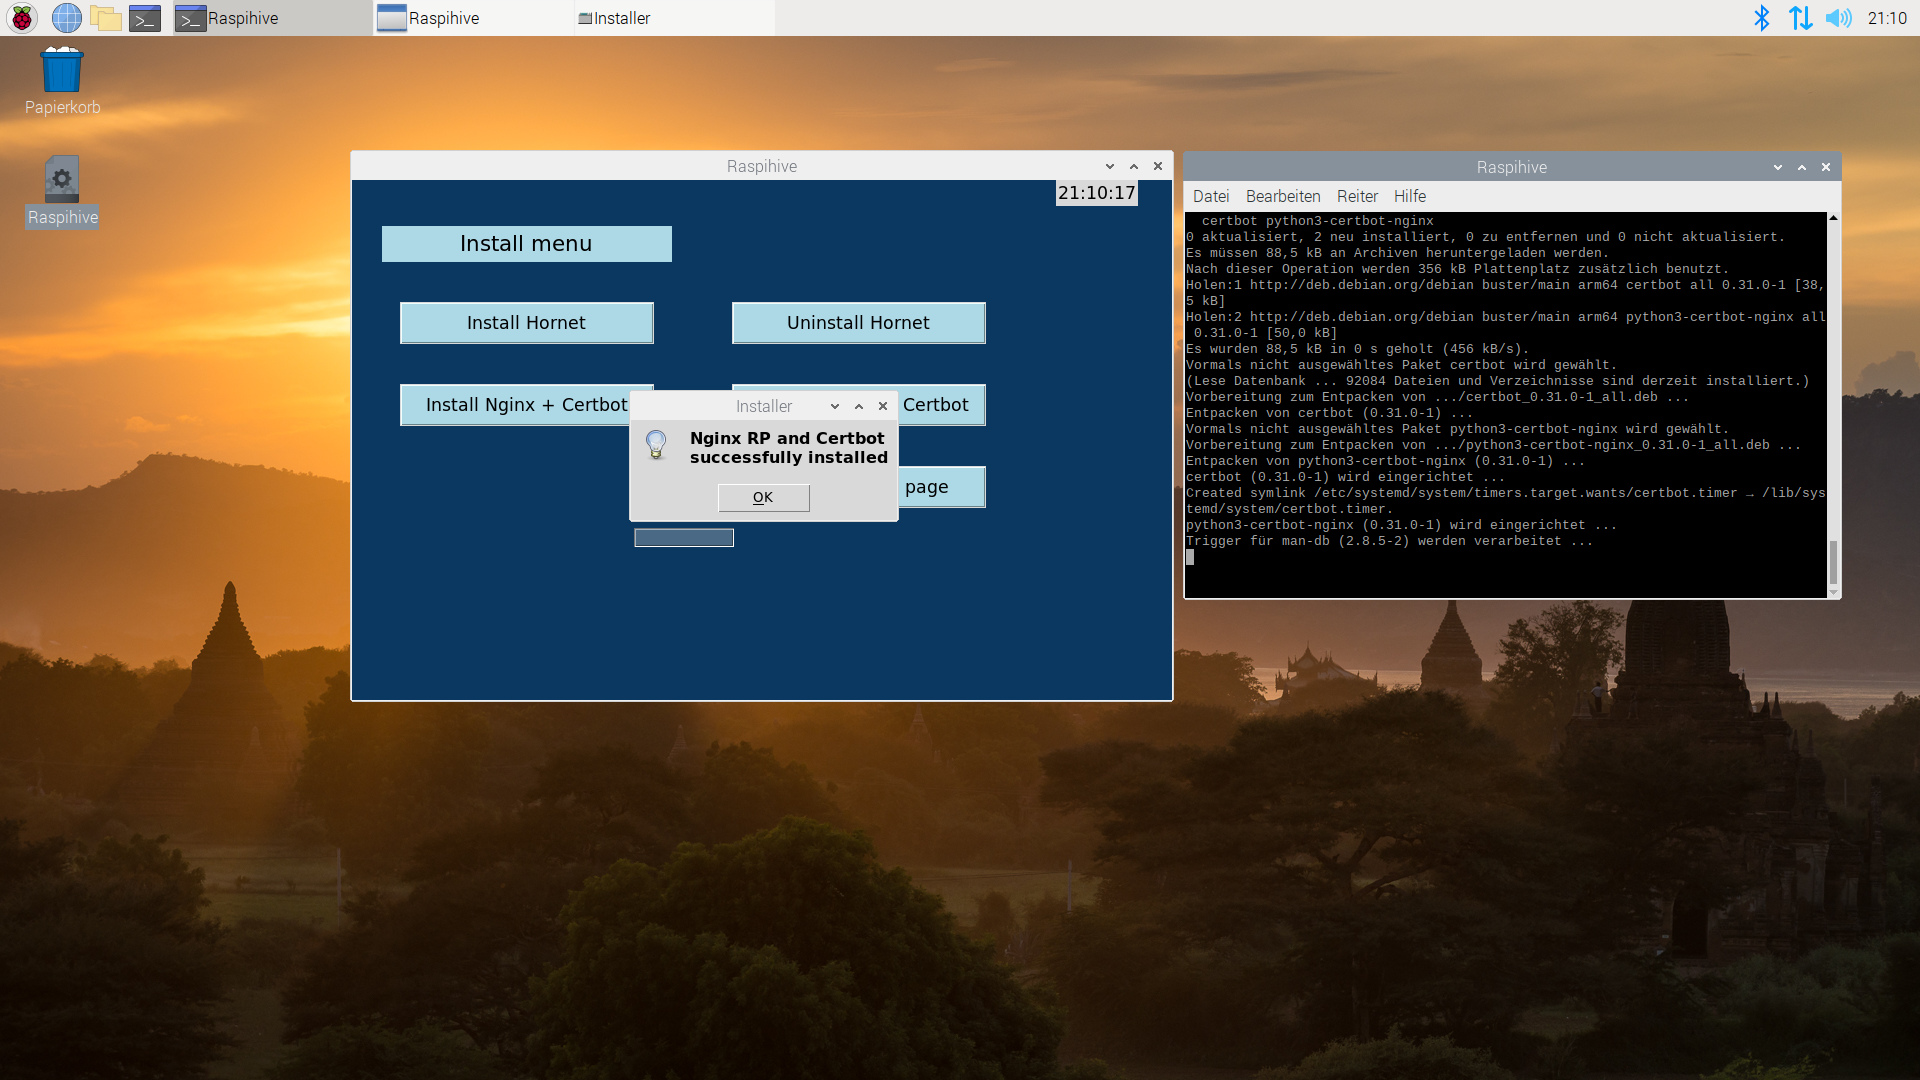 Raspihive
Raspihive
Installer
21:10
Papierkorb
Raspihive
Raspihive
21:10:17
Install menu
Install Hornet
Uninstall Hornet
Install Nginx + Certbot
Certbot
page
Installer
Nginx RP and Certbot
successfully installed
OK
Raspihive
Datei Bearbeiten Reiter Hilfe
certbot python3-certbot-nginx
0 aktualisiert, 2 neu installiert, 0 zu entfernen und 0 nicht aktualisiert.
Es müssen 88,5 kB an Archiven heruntergeladen werden.
Nach dieser Operation werden 356 kB Plattenplatz zusätzlich benutzt.
Holen:1 http://deb.debian.org/debian buster/main arm64 certbot all 0.31.0-1 [38,
5 kB]
Holen:2 http://deb.debian.org/debian buster/main arm64 python3-certbot-nginx all
0.31.0-1 [50,0 kB]
Es wurden 88,5 kB in 0 s geholt (456 kB/s).
Vormals nicht ausgewähltes Paket certbot wird gewählt.
(Lese Datenbank ... 92084 Dateien und Verzeichnisse sind derzeit installiert.)
Vorbereitung zum Entpacken von .../certbot_0.31.0-1_all.deb ...
Entpacken von certbot (0.31.0-1) ...
Vormals nicht ausgewähltes Paket python3-certbot-nginx wird gewählt.
Vorbereitung zum Entpacken von .../python3-certbot-nginx_0.31.0-1_all.deb ...
Entpacken von python3-certbot-nginx (0.31.0-1) ...
certbot (0.31.0-1) wird eingerichtet ...
Created symlink /etc/systemd/system/timers.target.wants/certbot.timer → /lib/sys
temd/system/certbot.timer.
python3-certbot-nginx (0.31.0-1) wird eingerichtet ...
Trigger für man-db (2.8.5-2) werden verarbeitet ...